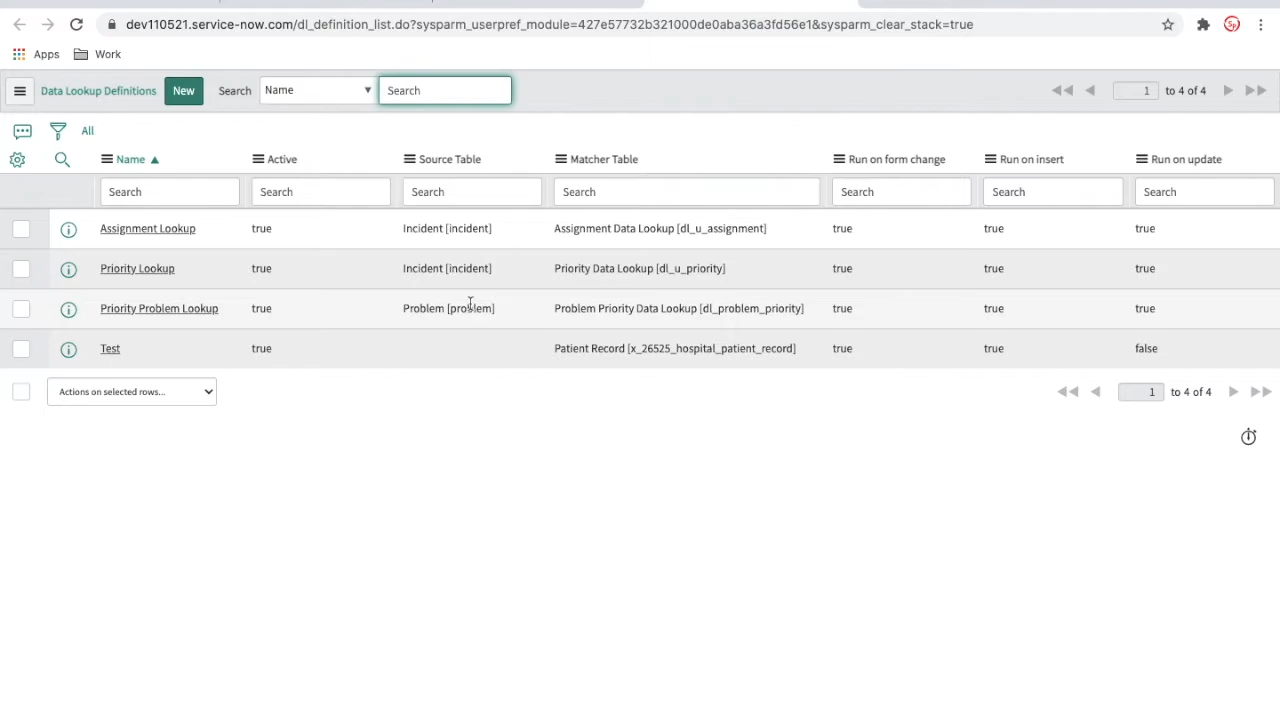 dev110521.service-now.com/dl_definition_list.do?sysparm_userpref_module=427e57732b321000de0aba36a3fd56e1&sysparm_clear_stack=true
Apps Work
Data Lookup Definitions New Search Name Search 1 to 4 of 4
All
Name Active Source Table Matcher Table Run on form change Run on insert Run on update
Search Search Search Search Search Search Search
Assignment Lookup true Incident [incident] Assignment Data Lookup [dl_u_assignment] true true true
Priority Lookup true Incident [incident] Priority Data Lookup [dl_u_priority] true true true
Priority Problem Lookup true Problem [problem] Problem Priority Data Lookup [dl_problem_priority] true true true
Test true Patient Record [x_26525_hospital_patient_record] true true false
Actions on selected rows... 1 to 4 of 4